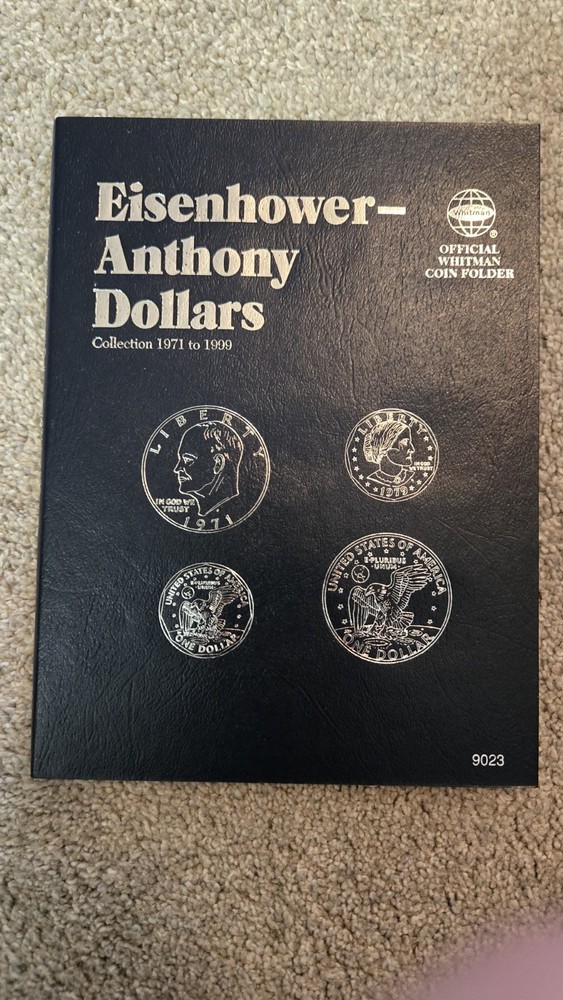 Eisenhower–
Anthony
Dollars
Collection 1971 to 1999
Whitman
®
OFFICIAL
WHITMAN
COIN FOLDER
LIBERTY
IN GOD WE
TRUST
1971
LIBERTY
IN GOD
WE TRUST
1979
UNITED STATES OF AMERICA
E·PLURIBUS
·UNUM·
ONE DOLLAR
UNITED STATES OF AMERICA
E·PLURIBUS
·UNUM·
ONE DOLLAR
9023